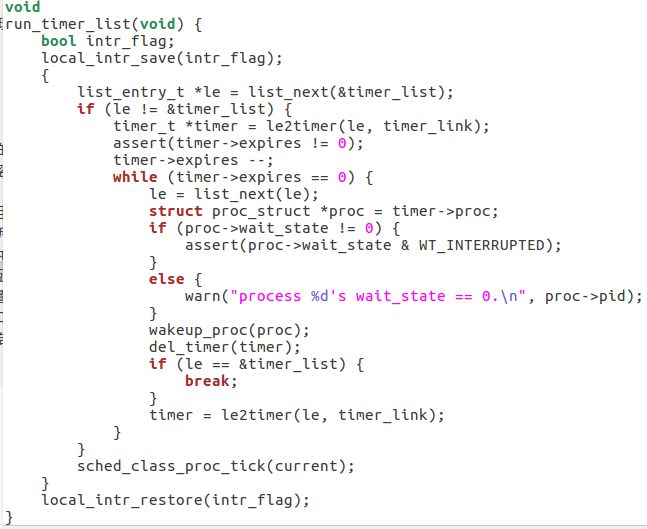 void
run_timer_list(void) {
    bool intr_flag;
    local_intr_save(intr_flag);
    {
        list_entry_t *le = list_next(&timer_list);
        if (le != &timer_list) {
            timer_t *timer = le2timer(le, timer_link);
            assert(timer->expires != 0);
            timer->expires --;
            while (timer->expires == 0) {
                le = list_next(le);
                struct proc_struct *proc = timer->proc;
                if (proc->wait_state != 0) {
                    assert(proc->wait_state & WT_INTERRUPTED);
                }
                else {
                    warn("process %d's wait_state == 0.\n", proc->pid);
                }
                wakeup_proc(proc);
                del_timer(timer);
                if (le == &timer_list) {
                    break;
                }
                timer = le2timer(le, timer_link);
            }
        }
        sched_class_proc_tick(current);
    }
    local_intr_restore(intr_flag);
}